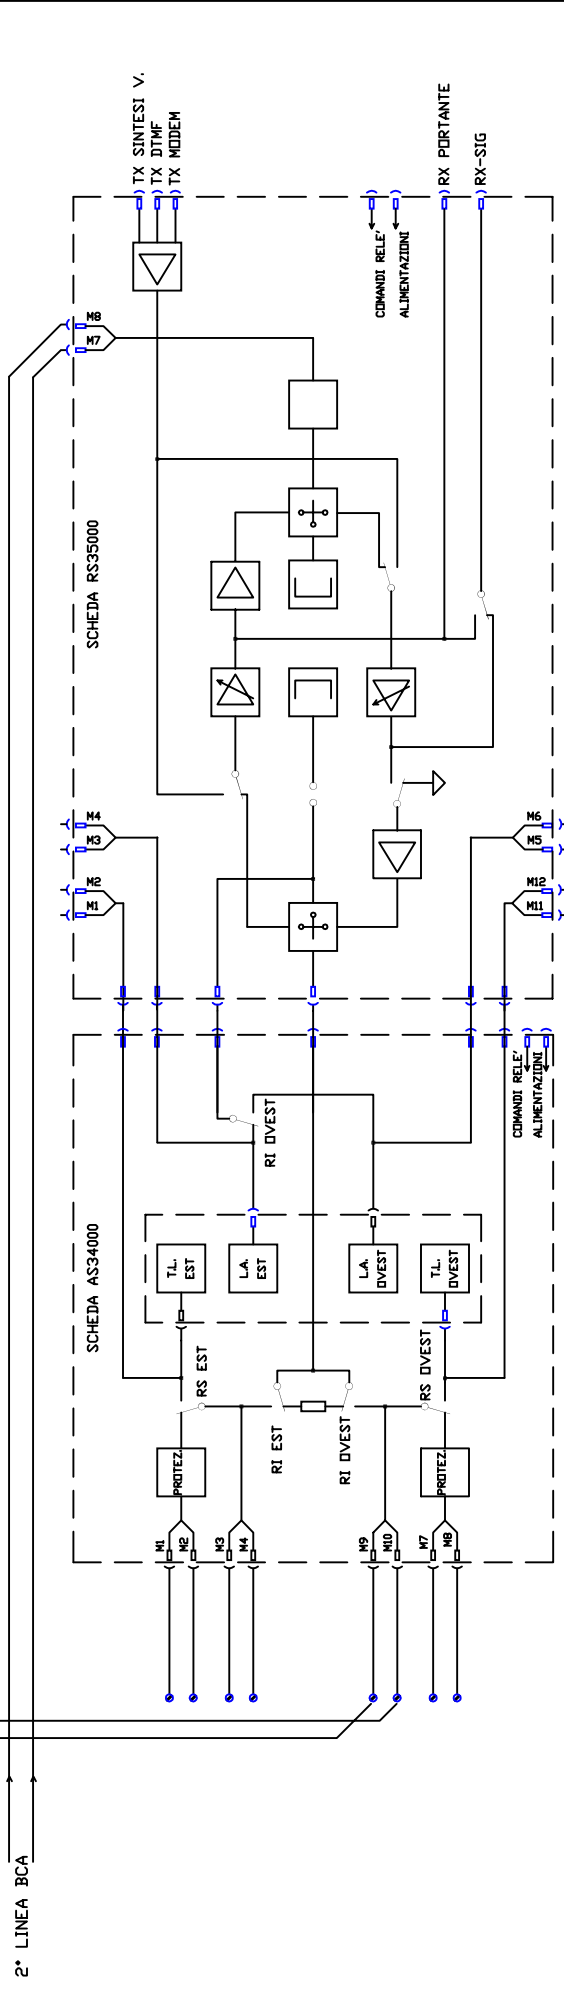 TX SINTESI V.
TX DTMF
TX MODEM
RX PORTANTE
RX-SIG
COMANDI RELE'
ALIMENTAZIONI
M8
M7
SCHEDA RS35000
M4
M3
M2
M1
M6
M5
M12
M11
COMANDI RELE'
ALIMENTAZIONI
RI OVEST
SCHEDA AS34000
T.L.
EST
L.A.
EST
L.A.
OVEST
T.L.
OVEST
RS EST
RS OVEST
RI EST
RI OVEST
PROTEZ.
PROTEZ.
M1
M2
M3
M4
M9
M10
M7
M8
2° LINEA BCA